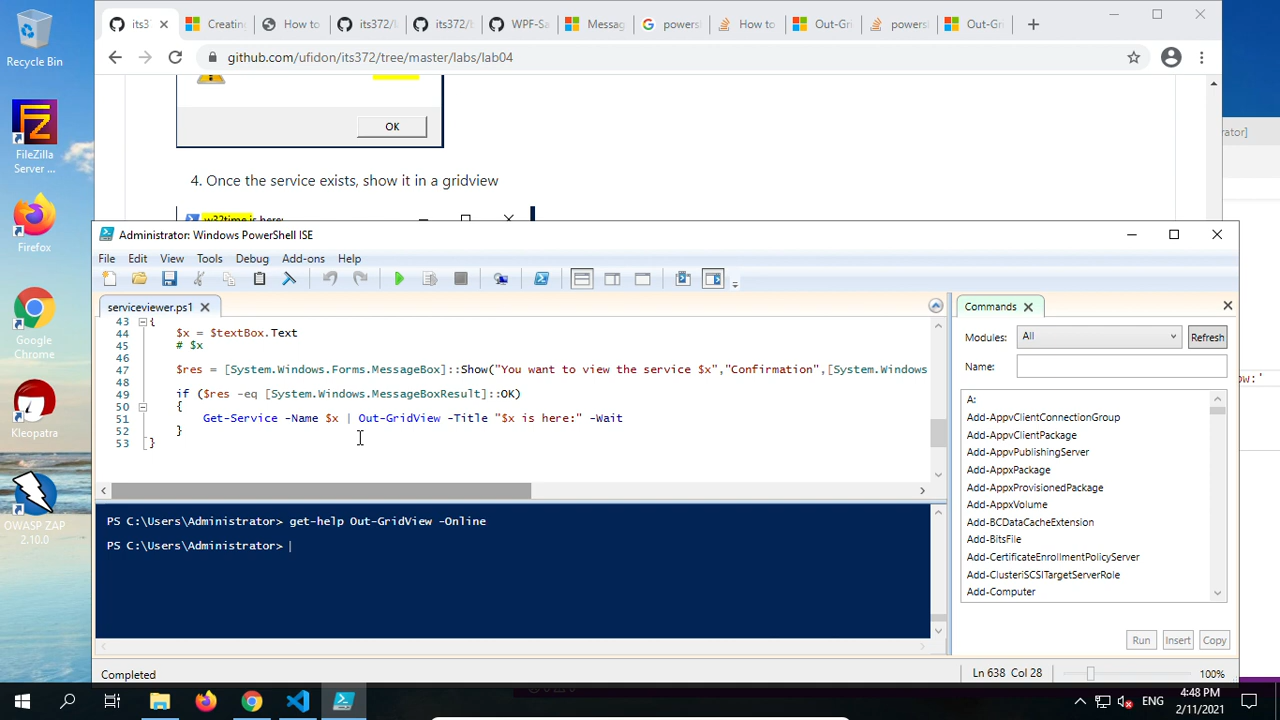 Recycle Bin
FileZilla
Server ...
Firefox
Google
Chrome
Kleopatra
OWASP ZAP
2.10.0
its3
Creatin
How to
its372/l
its372/l
WPF-Sa
Messag
powers
How to
Out-Gri
powers
Out-Gri
github.com/ufidon/its372/tree/master/labs/lab04
OK
4. Once the service exists, show it in a gridview
w32time is here:
rator]
Administrator: Windows PowerShell ISE
File Edit View Tools Debug Add-ons Help
serviceviewer.ps1
43 {
44 $x = $textBox.Text
45 # $x
46
47 $res = [System.Windows.Forms.MessageBox]::Show("You want to view the service $x","Confirmation",[System.Windows
48
49 if ($res -eq [System.Windows.MessageBoxResult]::OK)
50 {
51 Get-Service -Name $x | Out-GridView -Title "$x is here:" -Wait
52 }
53 }
PS C:\Users\Administrator> get-help Out-GridView -Online
PS C:\Users\Administrator>
Commands
Modules: All Refresh
Name:
ow:'
A:
Add-AppvClientConnectionGroup
Add-AppvClientPackage
Add-AppvPublishingServer
Add-AppxPackage
Add-AppxProvisionedPackage
Add-AppxVolume
Add-BCDataCacheExtension
Add-BitsFile
Add-CertificateEnrollmentPolicyServer
Add-ClusteriSCSITargetServerRole
Add-Computer
Run Insert Copy
Completed
Ln 638 Col 28
100%
ENG
4:48 PM
2/11/2021